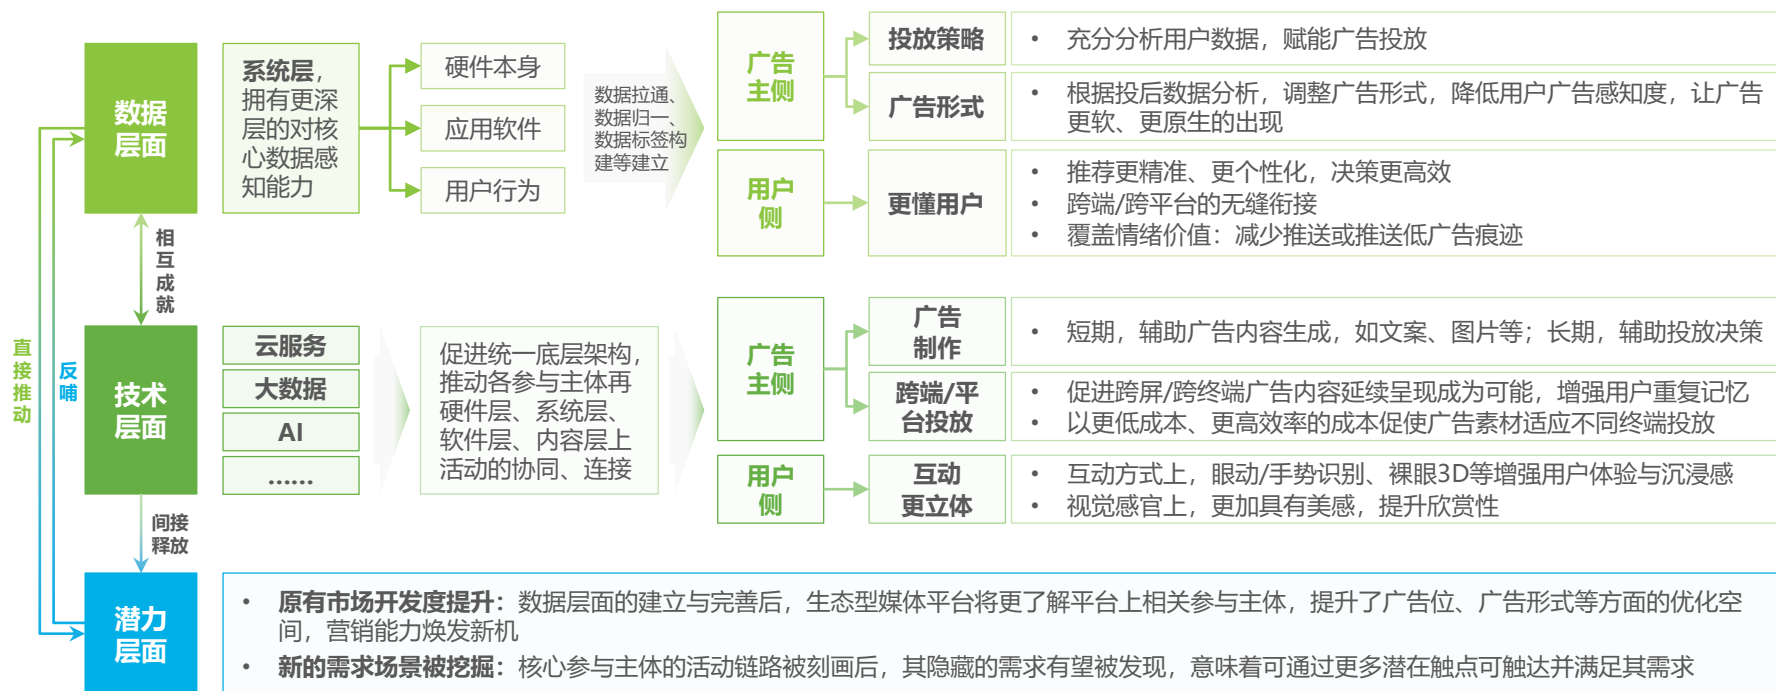 数据
层面
系统层，
拥有更深
层的对核
心数据感
知能力
硬件本身
应用软件
用户行为
数据拉通、
数据归一、
数据标签构
建等建立
广告
主侧
投放策略
• 充分分析用户数据，赋能广告投放
广告形式
• 根据投后数据分析，调整广告形式，降低用户广告感知度，让广告
更软、更原生的出现
用户
侧
更懂用户
• 推荐更精准、更个性化，决策更高效
• 跨端/跨平台的无缝衔接
• 覆盖情绪价值：减少推送或推送低广告痕迹
相互成就
直接推动
反哺
技术
层面
云服务
大数据
AI
……
促进统一底层架构，
推动各参与主体再
硬件层、系统层、
软件层、内容层上
活动的协同、连接
广告
主侧
广告
制作
• 短期，辅助广告内容生成，如文案、图片等；长期，辅助投放决策
跨端/平
台投放
• 促进跨屏/跨终端广告内容延续呈现成为可能，增强用户重复记忆
• 以更低成本、更高效率的成本促使广告素材适应不同终端投放
用户
侧
互动
更立体
• 互动方式上，眼动/手势识别、裸眼3D等增强用户体验与沉浸感
• 视觉感官上，更加具有美感，提升欣赏性
间接
释放
潜力
层面
• 原有市场开发度提升：数据层面的建立与完善后，生态型媒体平台将更了解平台上相关参与主体，提升了广告位、广告形式等方面的优化空
间，营销能力焕发新机
• 新的需求场景被挖掘：核心参与主体的活动链路被刻画后，其隐藏的需求有望被发现，意味着可通过更多潜在触点可触达并满足其需求